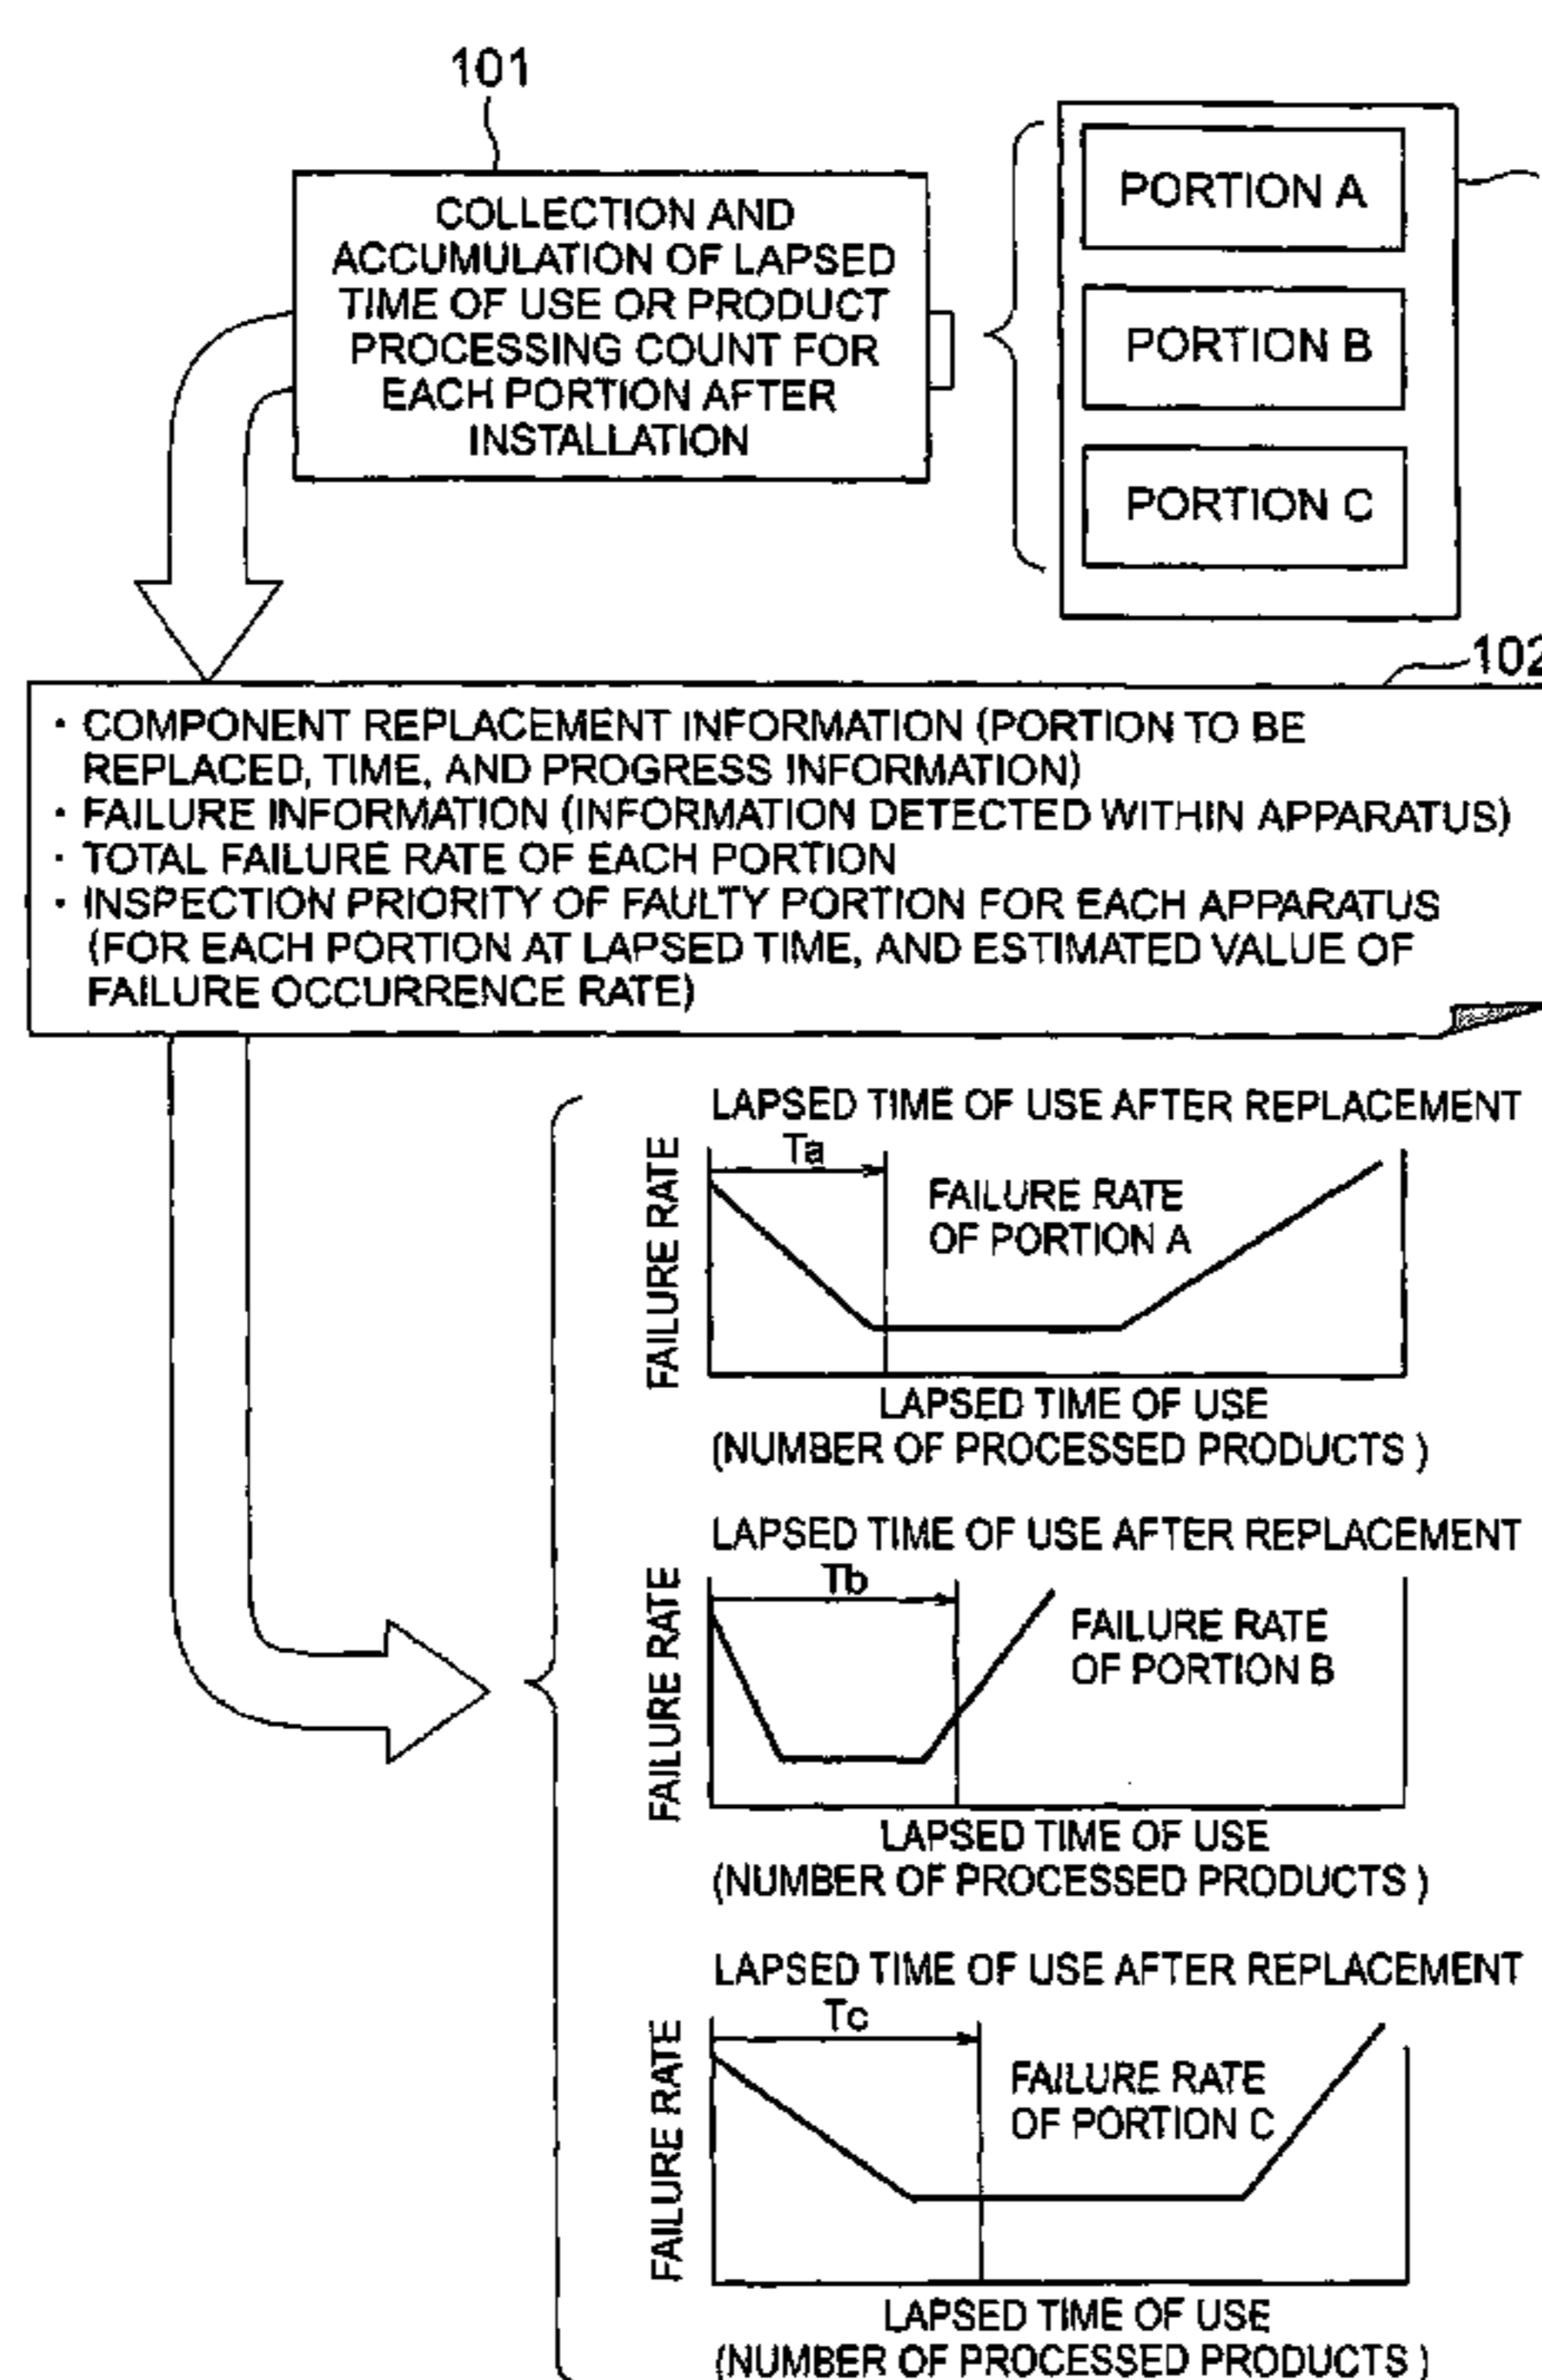 101
COLLECTION AND
ACCUMULATION OF LAPSED
TIME OF USE OR PRODUCT
PROCESSING COUNT FOR
EACH PORTION AFTER
INSTALLATION
PORTION A
PORTION B
PORTION C
102
· COMPONENT REPLACEMENT INFORMATION (PORTION TO BE
REPLACED, TIME, AND PROGRESS INFORMATION)
· FAILURE INFORMATION (INFORMATION DETECTED WITHIN APPARATUS)
· TOTAL FAILURE RATE OF EACH PORTION
· INSPECTION PRIORITY OF FAULTY PORTION FOR EACH APPARATUS
(FOR EACH PORTION AT LAPSED TIME, AND ESTIMATED VALUE OF
FAILURE OCCURRENCE RATE)
LAPSED TIME OF USE AFTER REPLACEMENT
Ta
FAILURE RATE
FAILURE RATE
OF PORTION A
LAPSED TIME OF USE
(NUMBER OF PROCESSED PRODUCTS )
LAPSED TIME OF USE AFTER REPLACEMENT
Tb
FAILURE RATE
FAILURE RATE
OF PORTION B
LAPSED TIME OF USE
(NUMBER OF PROCESSED PRODUCTS )
LAPSED TIME OF USE AFTER REPLACEMENT
Tc
FAILURE RATE
FAILURE RATE
OF PORTION C
LAPSED TIME OF USE
(NUMBER OF PROCESSED PRODUCTS )